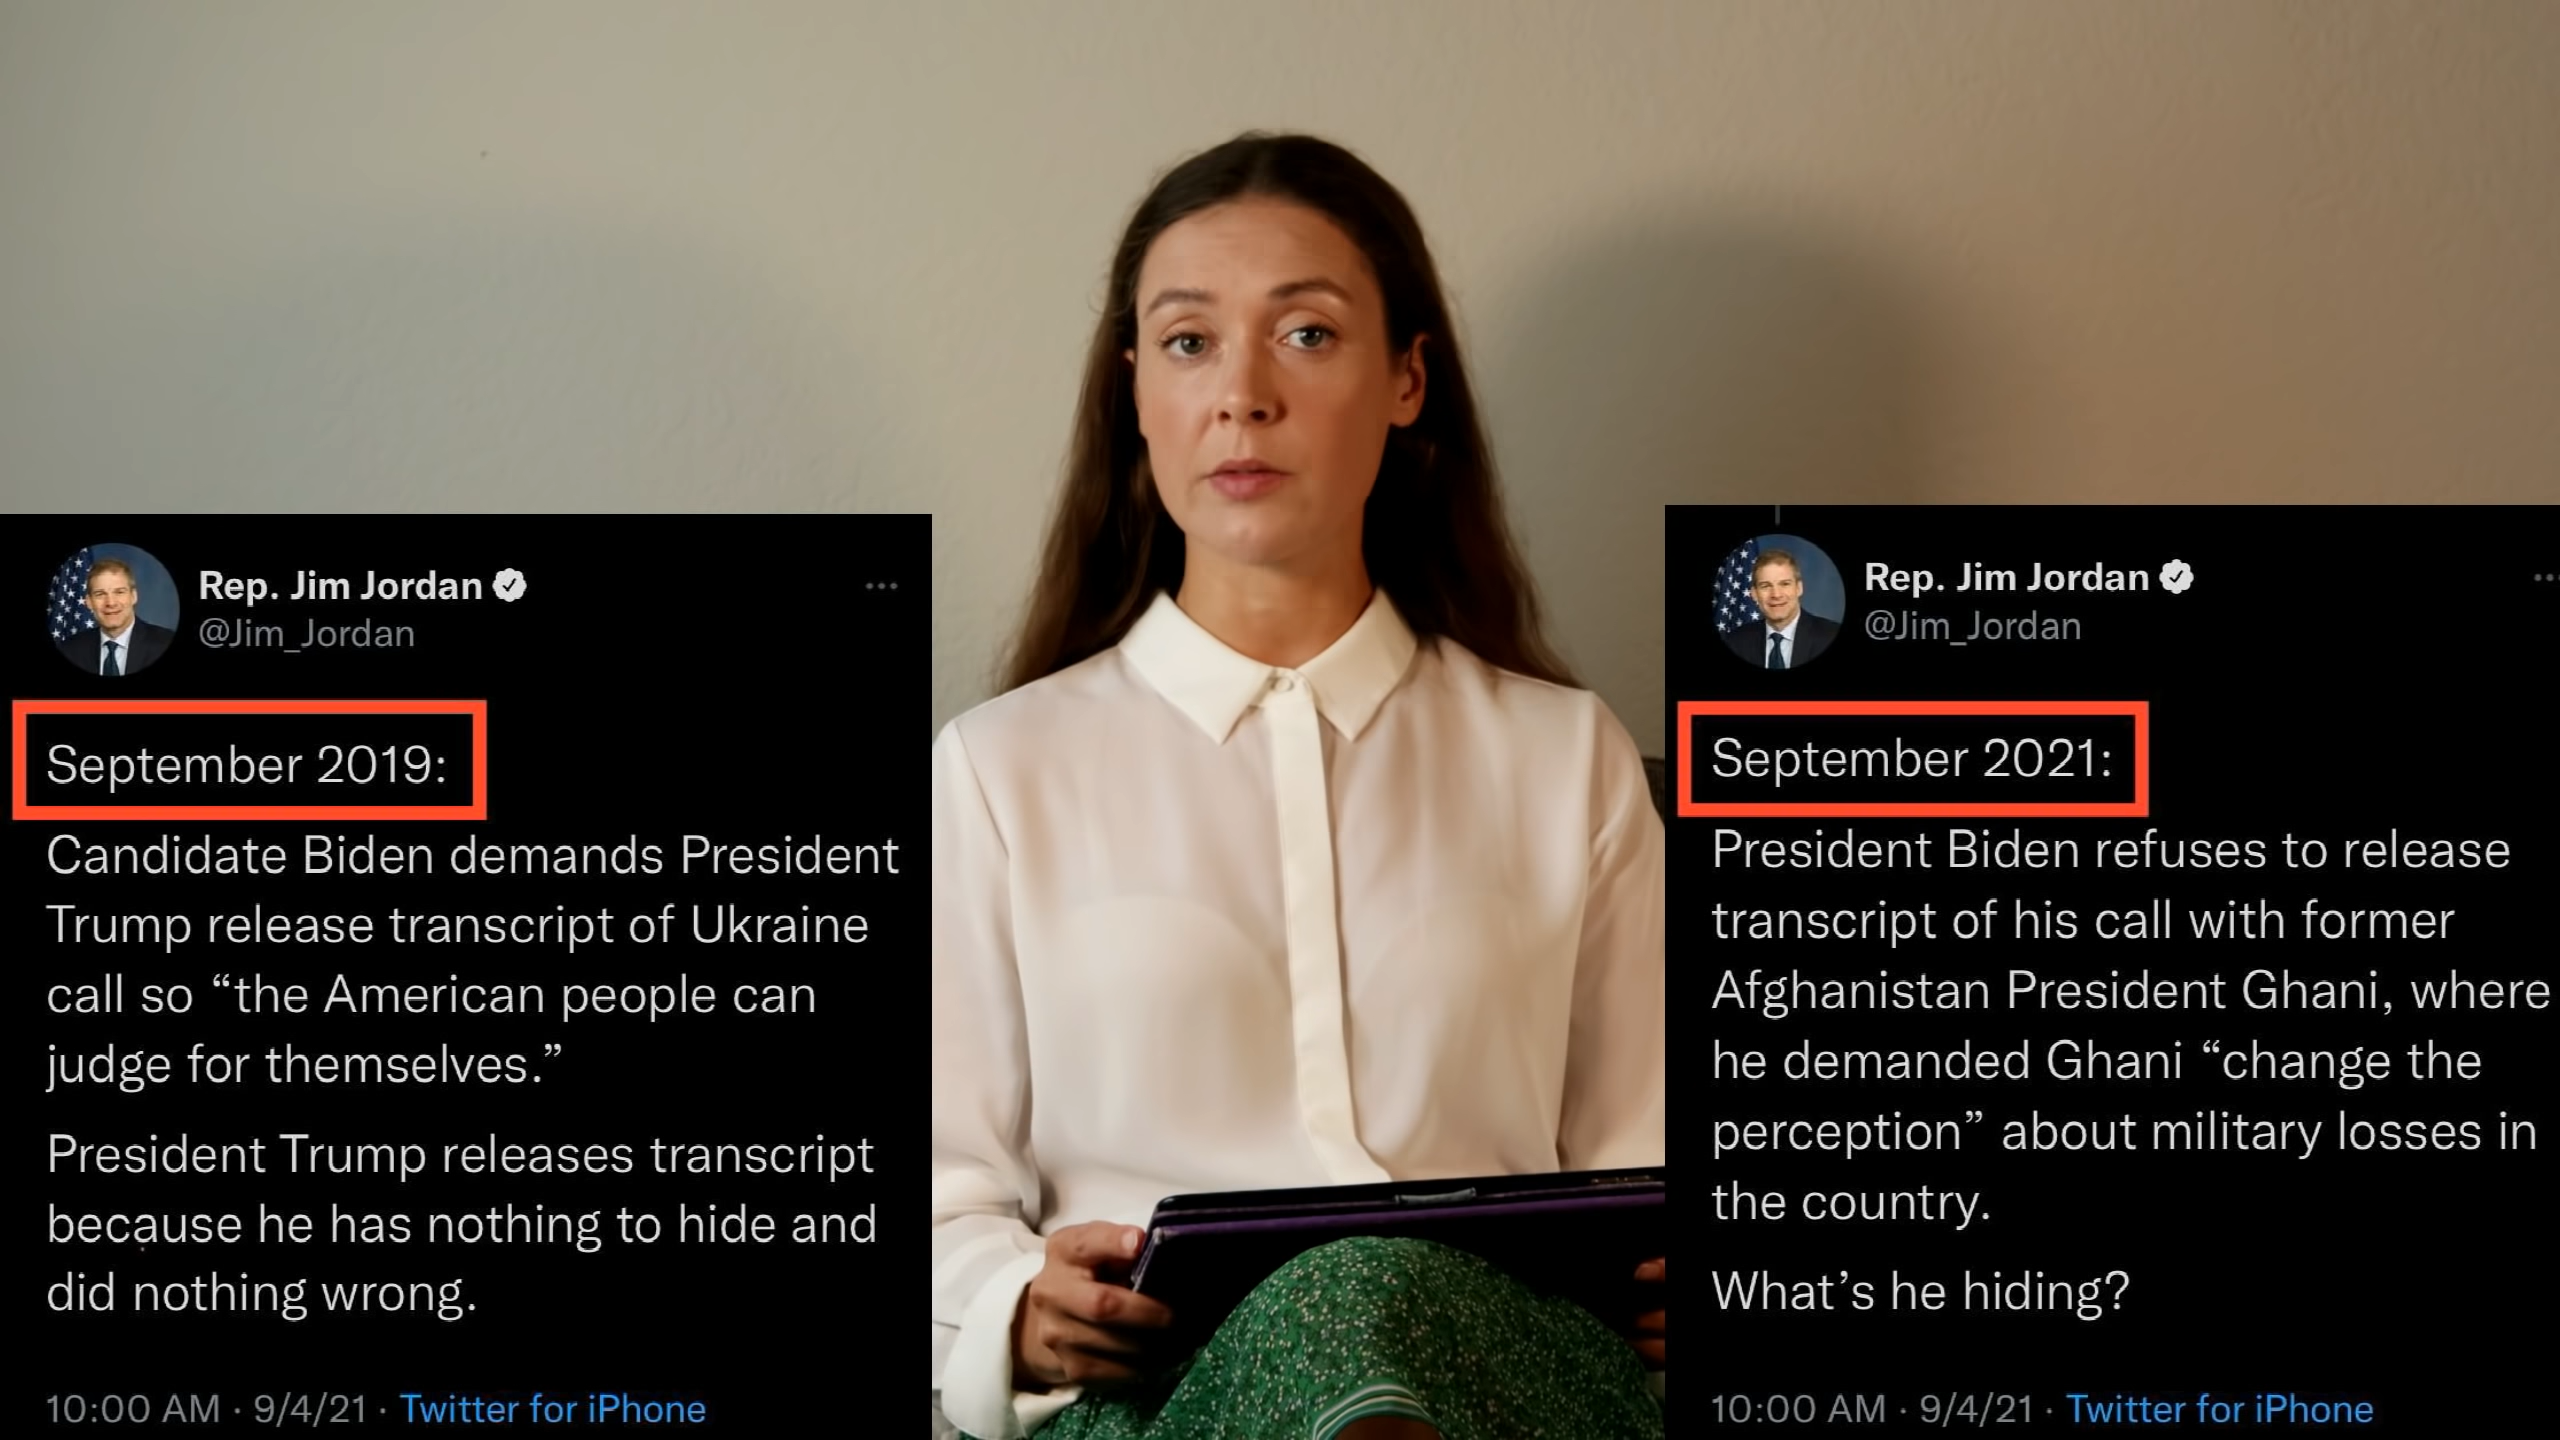 Rep. Jim Jordan
@Jim_Jordan
September 2019:
Candidate Biden demands President
Trump release transcript of Ukraine
call so “the American people can
judge for themselves.”
President Trump releases transcript
because he has nothing to hide and
did nothing wrong.
10:00 AM · 9/4/21 · Twitter for iPhone
Rep. Jim Jordan
@Jim_Jordan
September 2021:
President Biden refuses to release
transcript of his call with former
Afghanistan President Ghani, where
he demanded Ghani “change the
perception” about military losses in
the country.
What’s he hiding?
10:00 AM · 9/4/21 · Twitter for iPhone